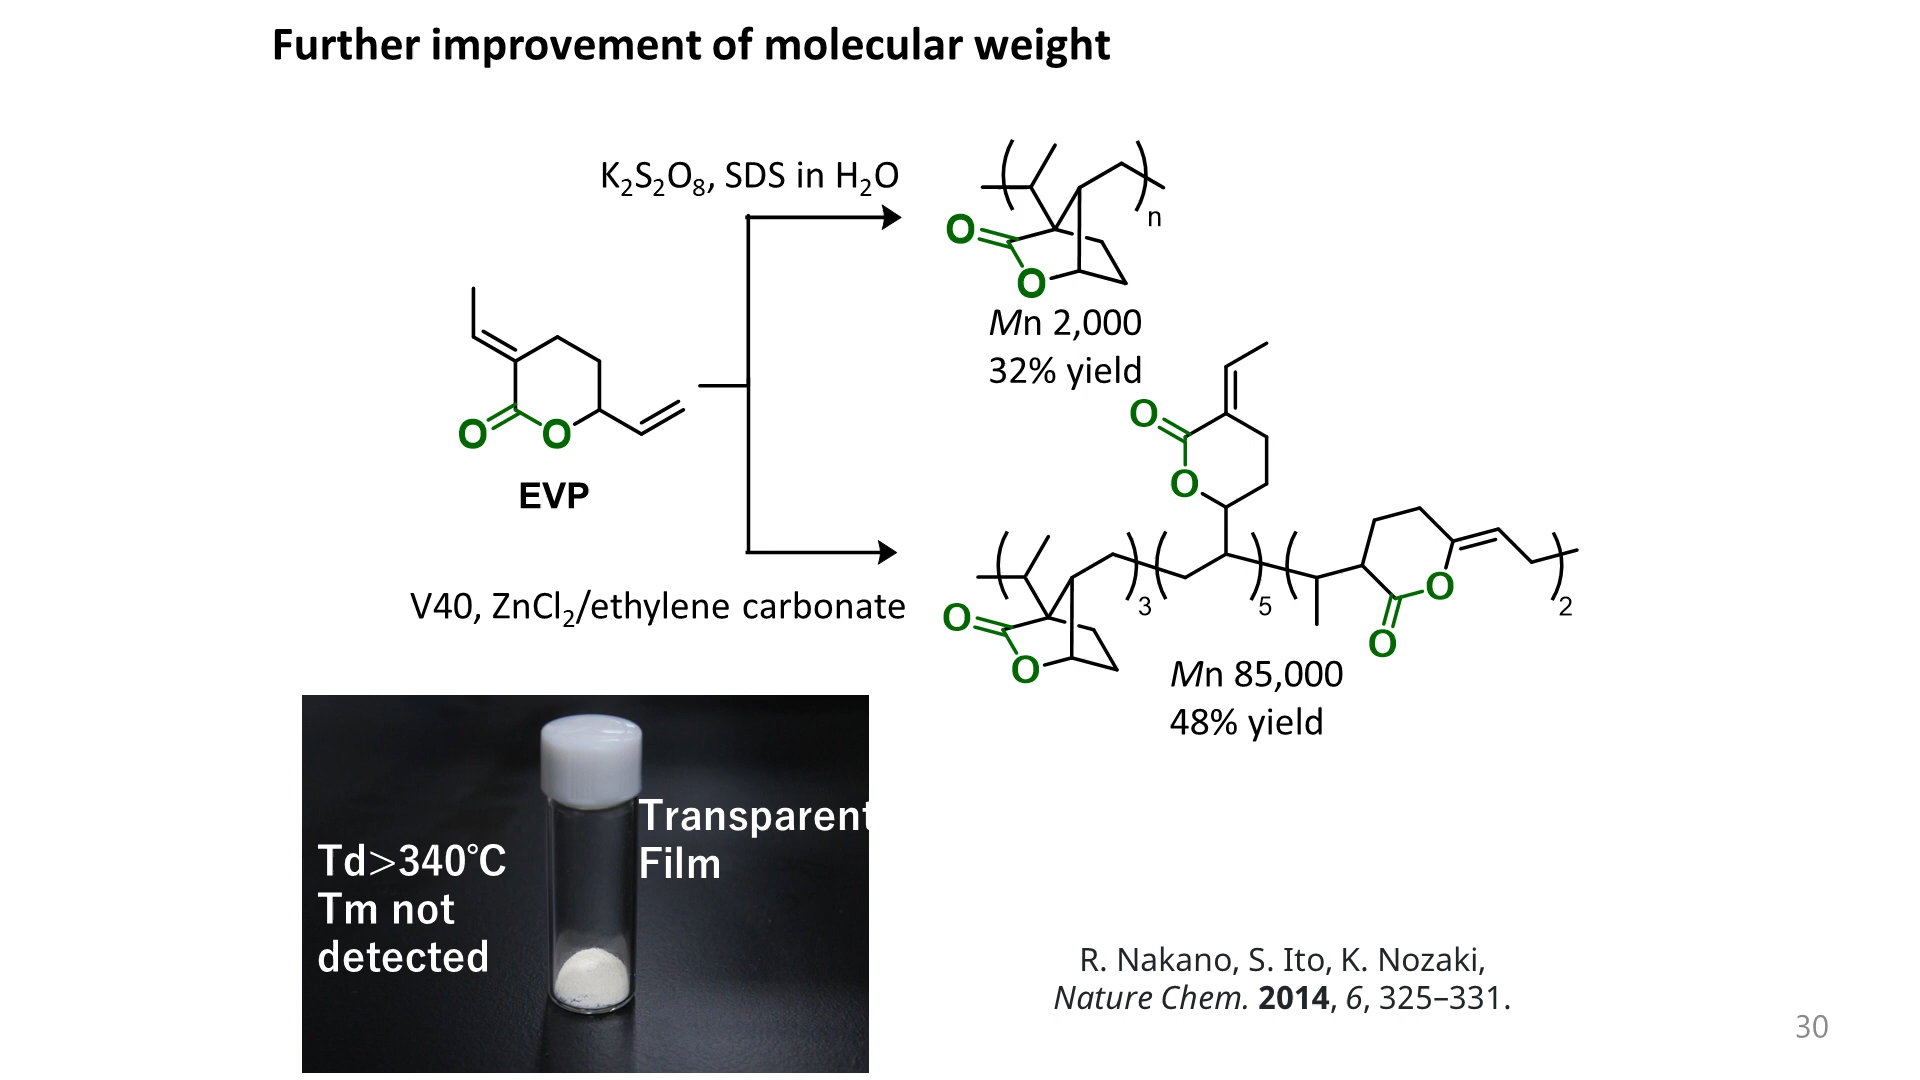 Further improvement of molecular weight
K₂S₂O₈, SDS in H₂O
n
O
O
Mn 2,000
32% yield
O
O
EVP
O
O
V40, ZnCl₂/ethylene carbonate
3
5
2
O
O
O
O
Mn 85,000
48% yield
Transparent
Film
Td>340℃
Tm not
detected
R. Nakano, S. Ito, K. Nozaki,
Nature Chem. 2014, 6, 325–331.
30